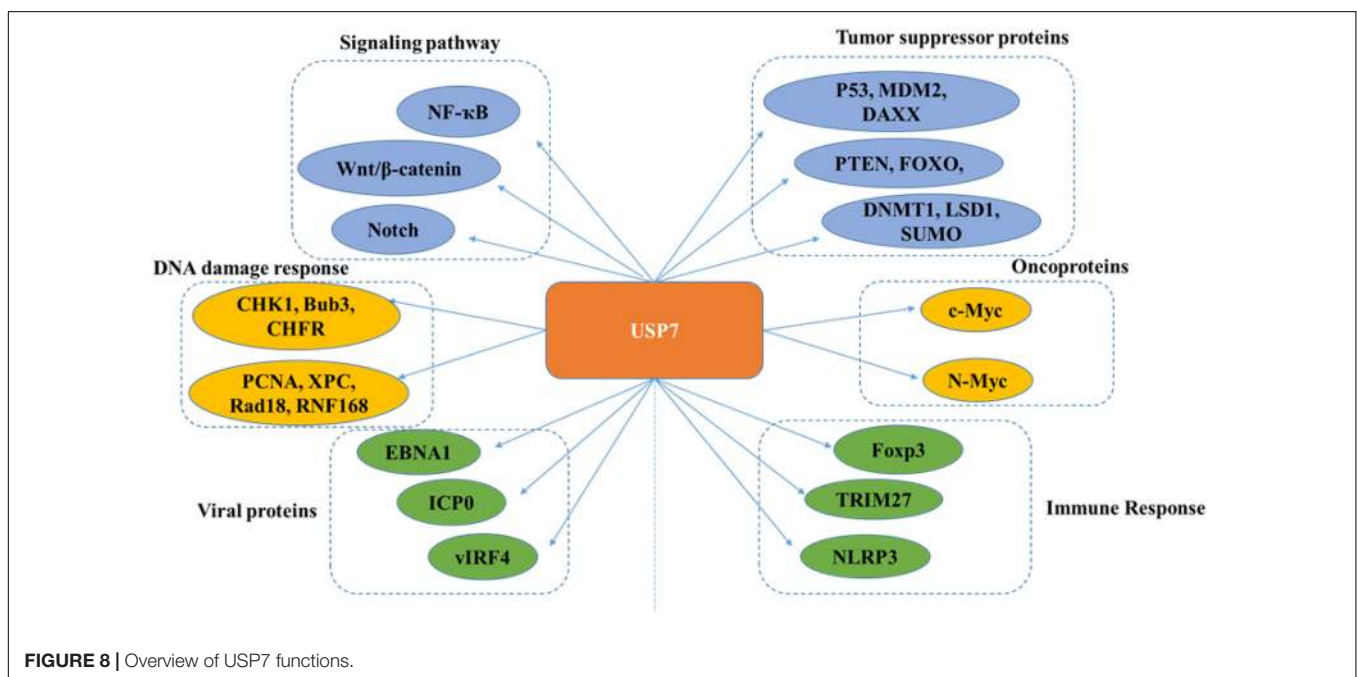 Signaling pathway
NF-κB
Wnt/β-catenin
Notch
Tumor suppressor proteins
P53, MDM2,
DAXX
PTEN, FOXO,
DNMT1, LSD1,
SUMO
DNA damage response
CHK1, Bub3,
CHFR
PCNA, XPC,
Rad18, RNF168
USP7
Oncoproteins
c-Myc
N-Myc
Viral proteins
EBNA1
ICP0
vIRF4
Foxp3
TRIM27
NLRP3
Immune Response
FIGURE 8 | Overview of USP7 functions.